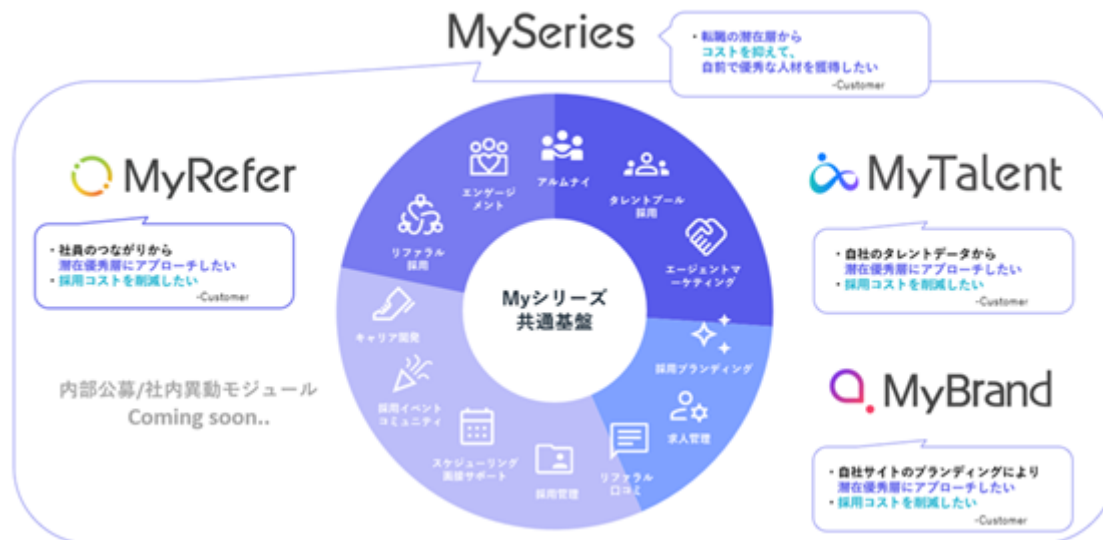 MySeries
・転職の潜在層から
コストを抑えて、
自前で優秀な人材を獲得したい
-Customer
MyRefer
・社員のつながりから
潜在優秀層にアプローチしたい
・採用コストを削減したい
-Customer
内部公募/社内異動モジュール
Coming soon..
エンゲージ
メント
アルムナイ
タレントプール
採用
リファラル
採用
エージェントマ
ーケティング
Myシリーズ
共通基盤
キャリア開発
採用ブランディング
採用イベント
コミュニティ
求人管理
スケジューリング
面接サポート
採用管理
リファラル
口コミ
MyTalent
・自社のタレントデータから
潜在優秀層にアプローチしたい
・採用コストを削減したい
-Customer
MyBrand
・自社サイトのブランディングにより
潜在優秀層にアプローチしたい
・採用コストを削減したい
-Customer